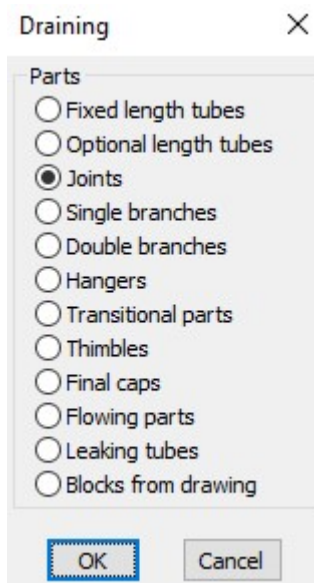 Draining
Parts
Fixed length tubes
Optional length tubes
Joints
Single branches
Double branches
Hangers
Transitional parts
Thimbles
Final caps
Flowing parts
Leaking tubes
Blocks from drawing
OK Cancel